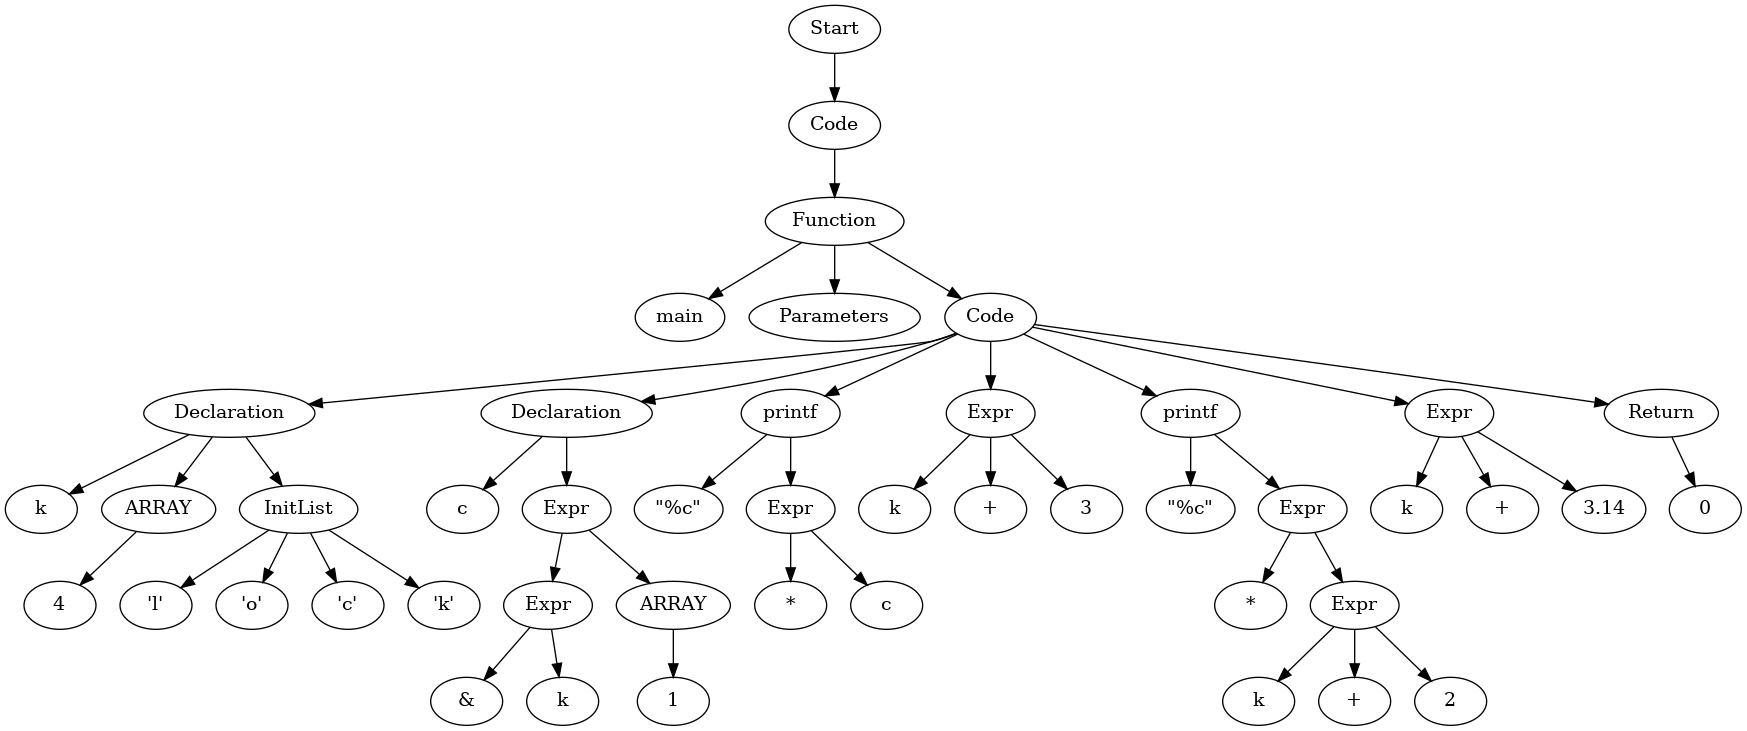 Start
Code
Function
main Parameters Code
Declaration Declaration printf Expr printf Expr Return
k ARRAY InitList c Expr "%c" Expr k + 3 "%c" Expr k + 3.14 0
4 'l' 'o' 'c' 'k' Expr ARRAY * c * Expr
& k 1 k + 2